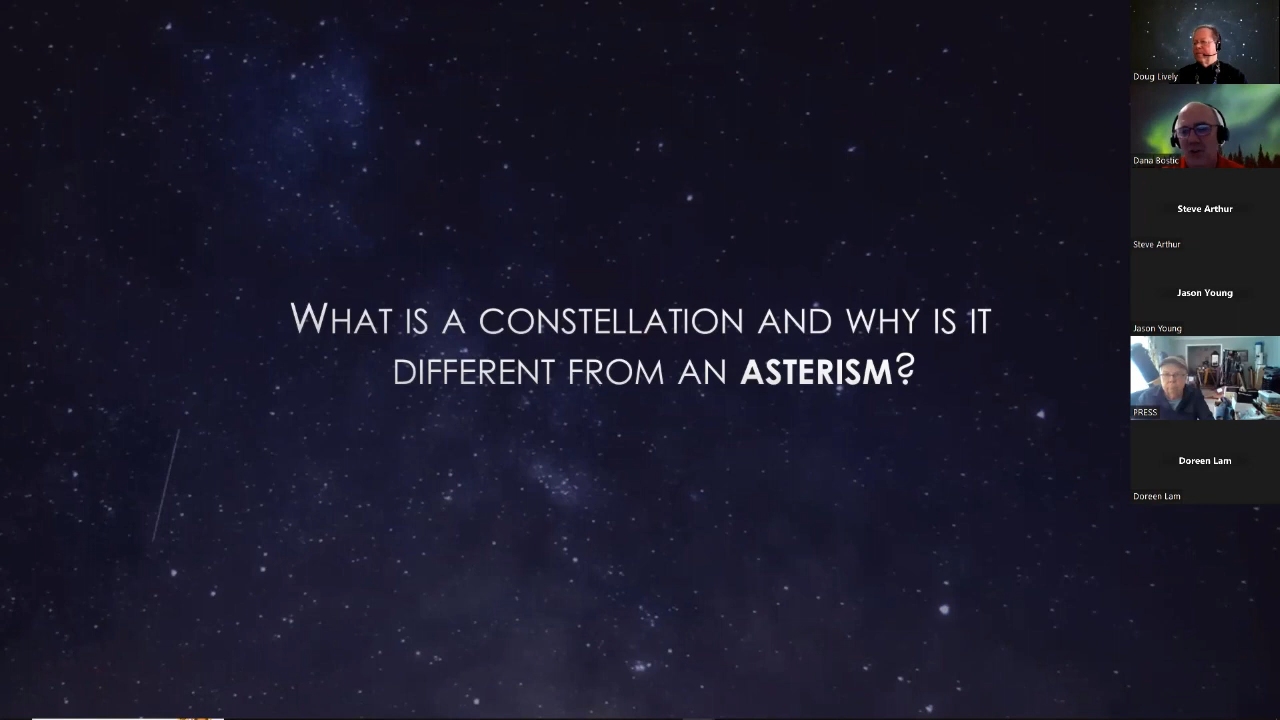 What is a constellation and why is it
different from an asterism?
Doug Lively
Dana Bostic
Steve Arthur
Steve Arthur
Jason Young
Jason Young
PRESS
Doreen Lam
Doreen Lam